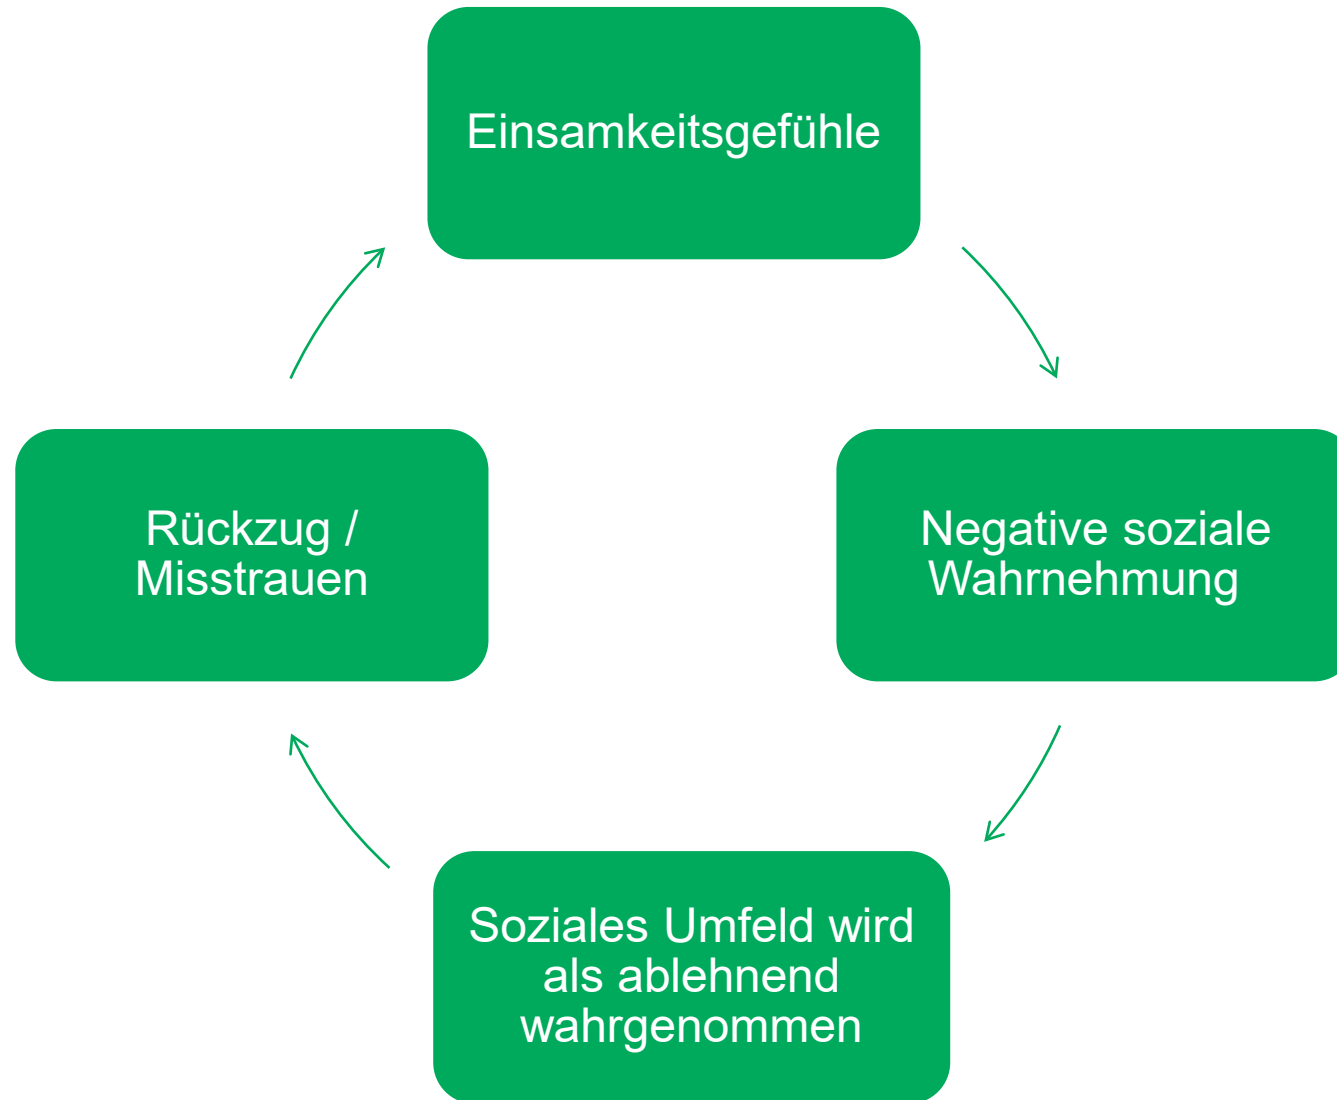 Einsamkeitsgefühle
Rückzug /
Misstrauen
Negative soziale
Wahrnehmung
Soziales Umfeld wird
als ablehnend
wahrgenommen